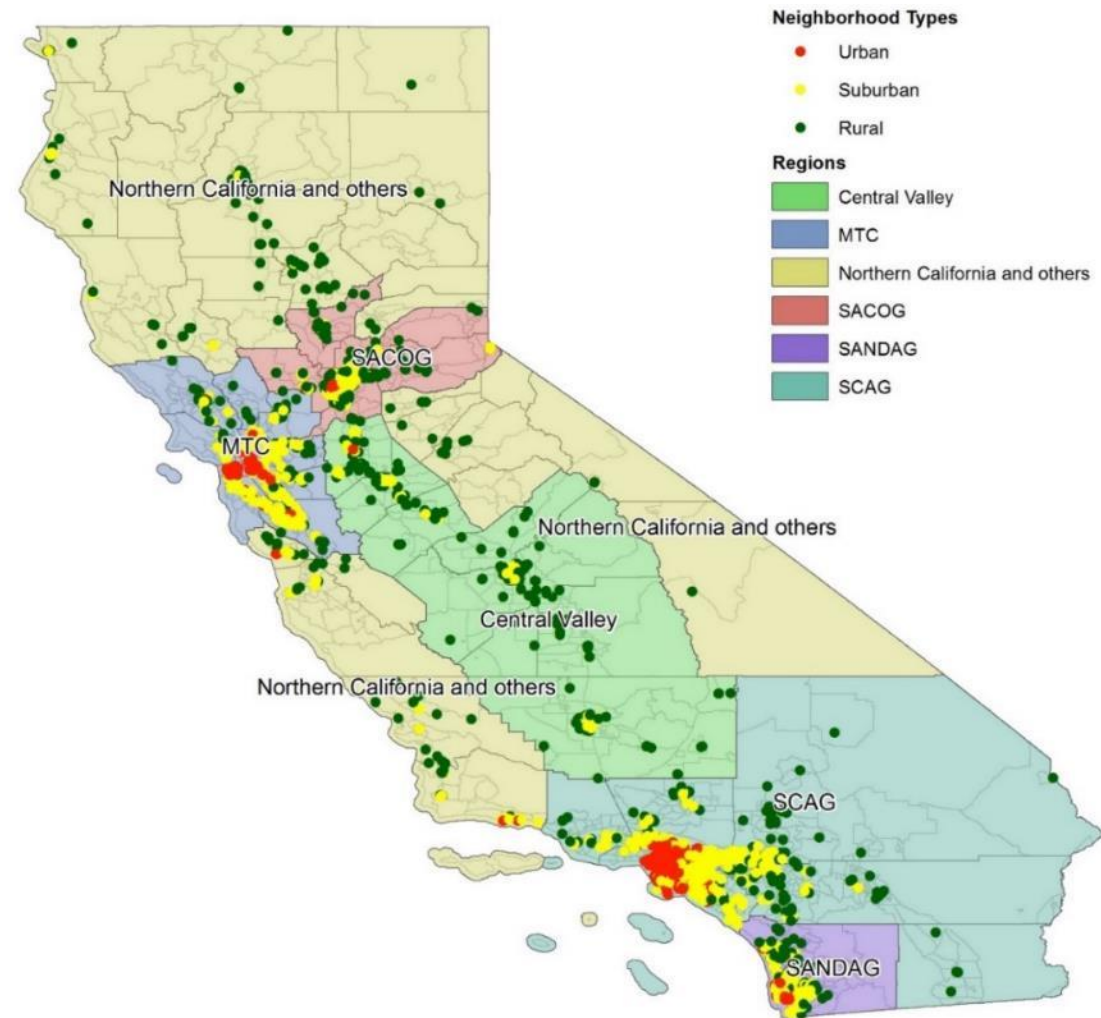 Neighborhood Types
Urban
Suburban
Rural
Regions
Central Valley
MTC
Northern California and others
SACOG
SANDAG
SCAG
Northern California and others
SACOG
MTC
Northern California and others
Central Valley
Northern California and others
SCAG
SANDAG